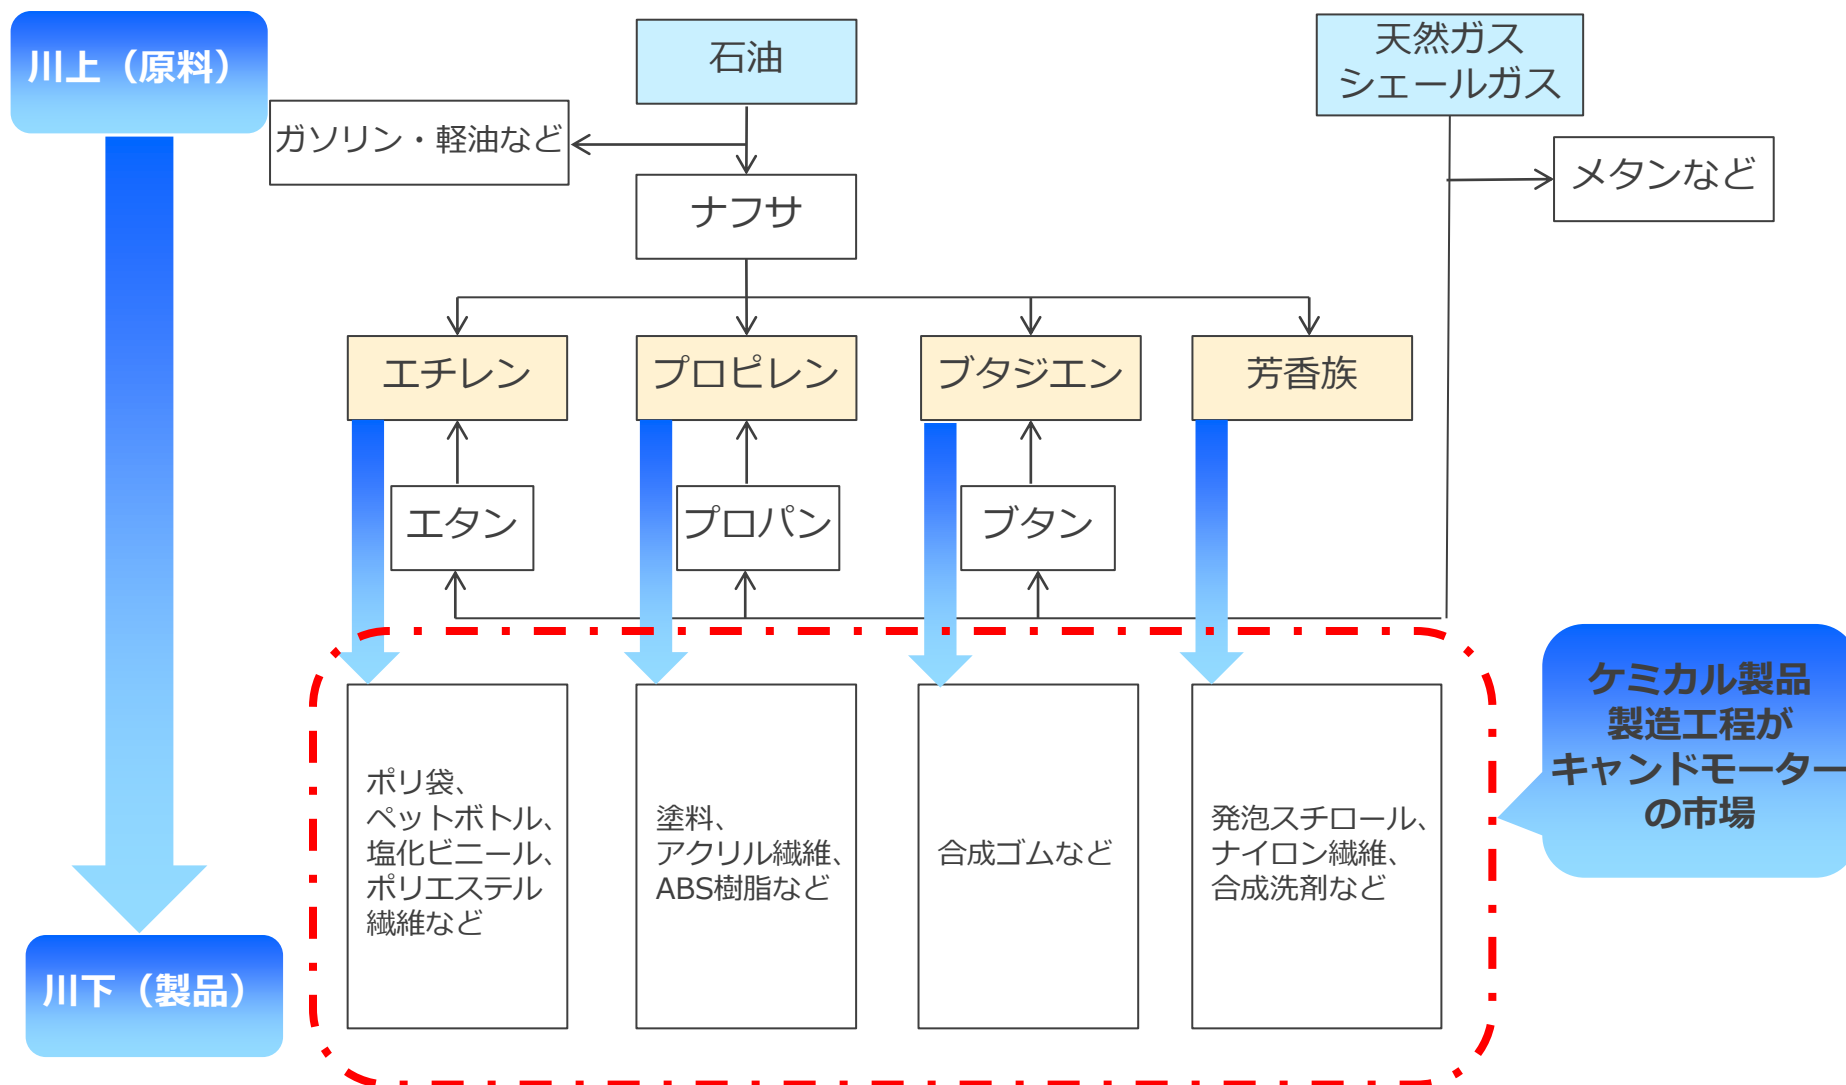 川上（原料）
石油
天然ガス
シェールガス
ガソリン・軽油など
メタンなど
ナフサ
エチレン
プロピレン
ブタジエン
芳香族
エタン
プロパン
ブタン
ポリ袋、
ペットボトル、
塩化ビニール、
ポリエステル
繊維など
塗料、
アクリル繊維、
ABS樹脂など
合成ゴムなど
発泡スチロール、
ナイロン繊維、
合成洗剤など
ケミカル製品
製造工程が
キャンドモーター
の市場
川下（製品）